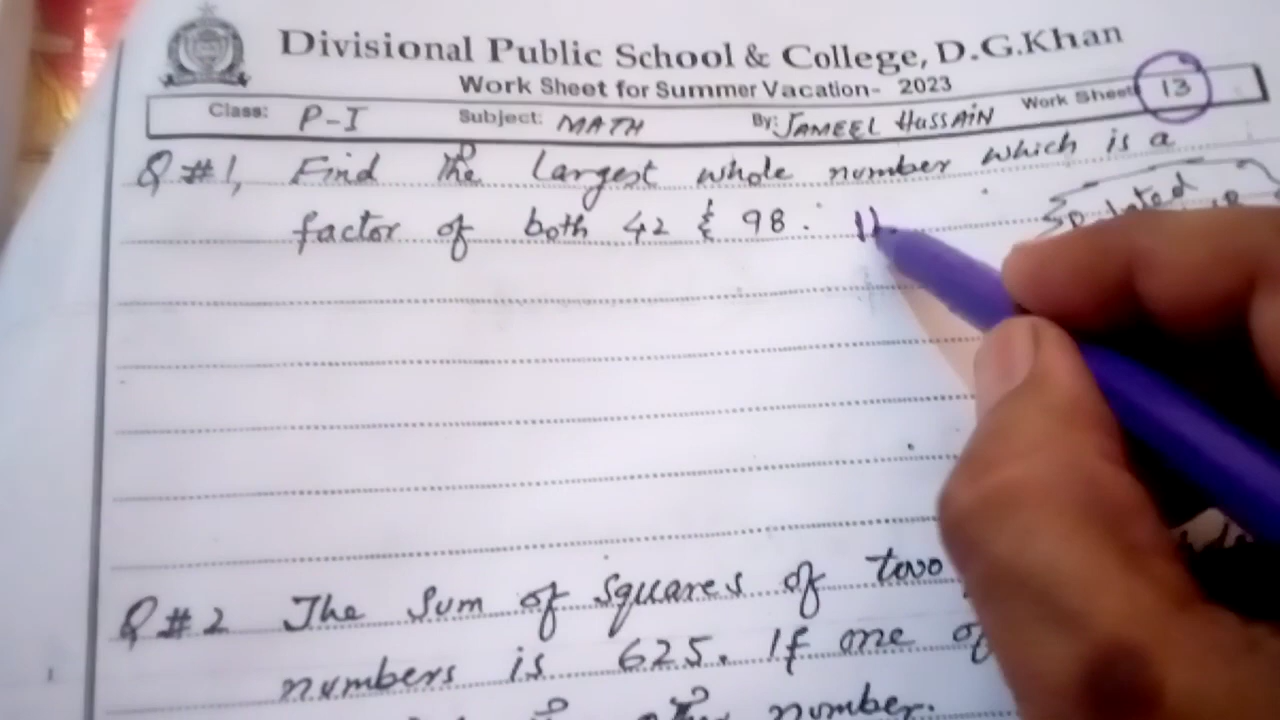 Divisional Public School & College, D.G.Khan
Work Sheet for Summer Vacation- 2023
Class: P-I Subject: MATH By: JAMEEL HUSSAIN Work Sheet 13
Q #1, Find the largest whole number which is a
factor of both 42 & 98.
Q #2 The Sum of Squares of two
numbers is 625. If one of
number.